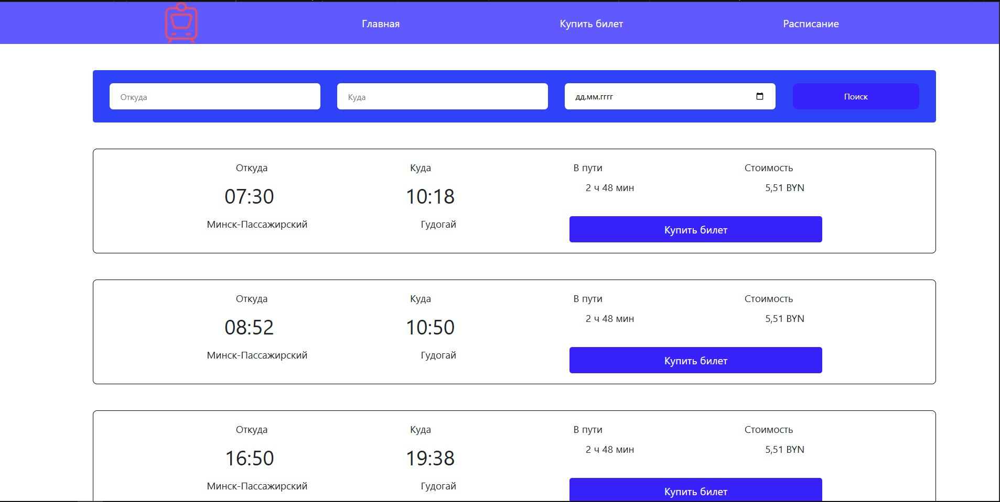 Главная Купить билет Расписание
Откуда Куда дд.мм.гггг Поиск
Откуда Куда В пути Стоимость
07:30 10:18 2 ч 48 мин 5,51 BYN
Минск-Пассажирский Гудогай Купить билет
Откуда Куда В пути Стоимость
08:52 10:50 2 ч 48 мин 5,51 BYN
Минск-Пассажирский Гудогай Купить билет
Откуда Куда В пути Стоимость
16:50 19:38 2 ч 48 мин 5,51 BYN
Минск-Пассажирский Гудогай Купить билет